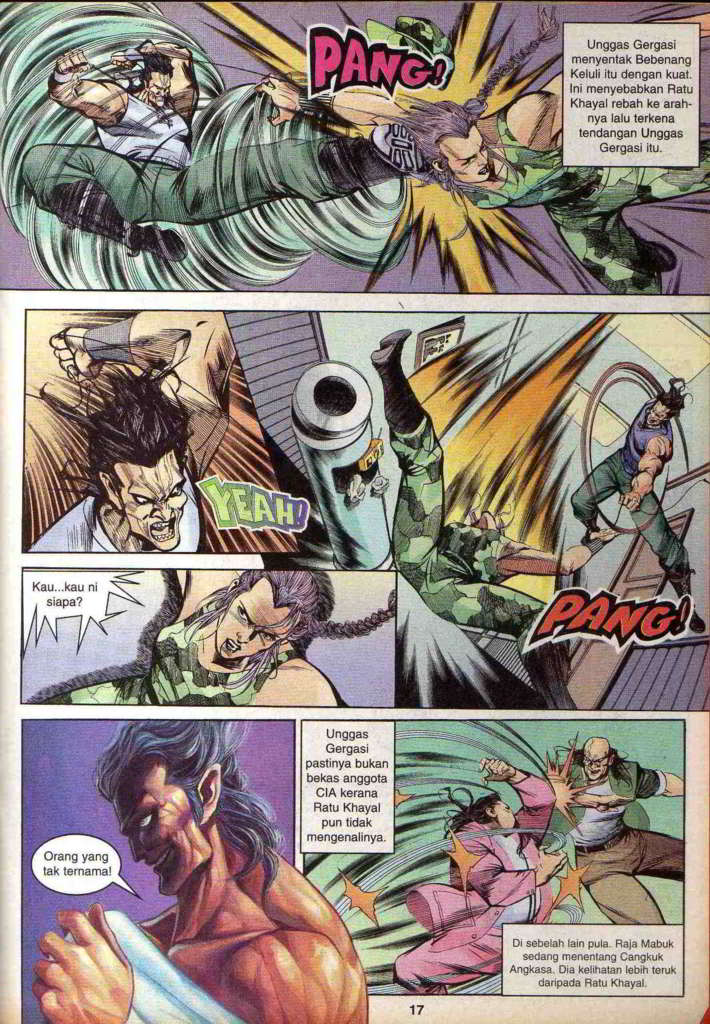 PANG!
Unggas Gergasi
menyentak Bebenang
Keluli itu dengan kuat.
Ini menyebabkan Ratu
Khayal rebah ke arah-
nya lalu terkena
tendangan Unggas
Gergasi itu.
YEAH!
PANG!
Kau...kau ni
siapa?
Orang yang
tak ternama!
Unggas
Gergasi
pastinya bukan
bekas anggota
CIA kerana
Ratu Khayal
pun tidak
mengenalinya.
Di sebelah lain pula. Raja Mabuk
sedang menentang Cangkuk
Angkasa. Dia kelihatan lebih teruk
daripada Ratu Khayal.
17